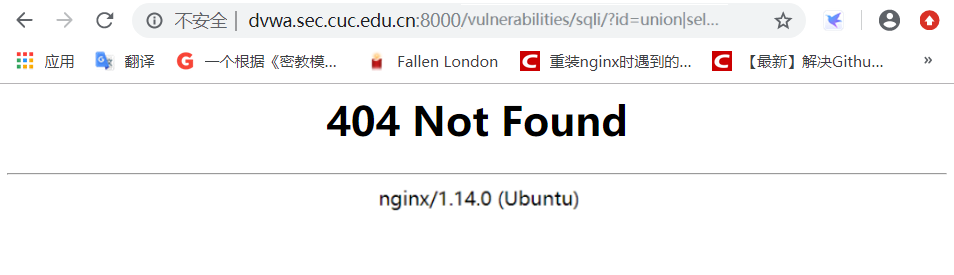 不安全 | dvwa.sec.cuc.edu.cn:8000/vulnerabilities/sqli/?id=union|sel...
应用 翻译 一个根据《密教模... Fallen London 重装nginx时遇到的... 【最新】解决Githu... »
404 Not Found
nginx/1.14.0 (Ubuntu)